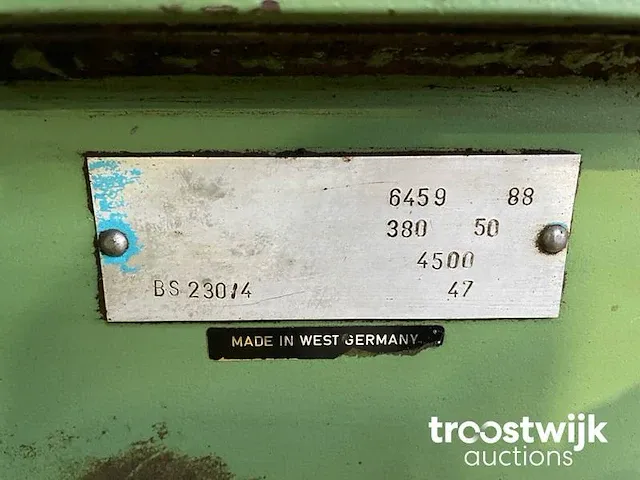 6459 88
380 50
4500
BS 230/4 47
MADE IN WEST GERMANY
troostwijk
auctions